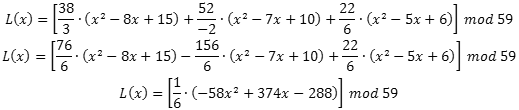 L(x) = [38/3 · (x² − 8x + 15) + 52/−2 · (x² − 7x + 10) + 22/6 · (x² − 5x + 6)] mod 59
L(x) = [76/6 · (x² − 8x + 15) − 156/6 · (x² − 7x + 10) + 22/6 · (x² − 5x + 6)] mod 59
L(x) = [1/6 · (−58x² + 374x − 288)] mod 59